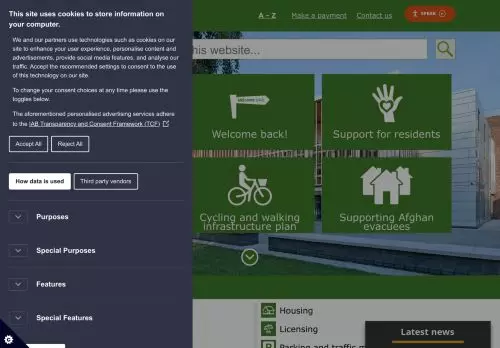 This site uses cookies to store information on
your computer.
We and our partners use technologies such as cookies on our
site to enhance your user experience, personalise content and
advertisements, provide social media features, and analyse our
traffic. Accept the recommended settings to consent to the use
of this technology on our site.
To change your consent choices at any time please use the
toggles below.
The aforementioned personalised advertising services adhere
to the IAB Transparency and Consent Framework (TCF)
Accept All
Reject All
How data is used
Third party vendors
Purposes
Special Purposes
Features
Special Features
A – Z
Make a payment
Contact us
SPEAK
his website...
Welcome back!
Support for residents
Cycling and walking
infrastructure plan
Supporting Afghan
evacuees
Housing
Licensing
Parking and traffic m
Latest news